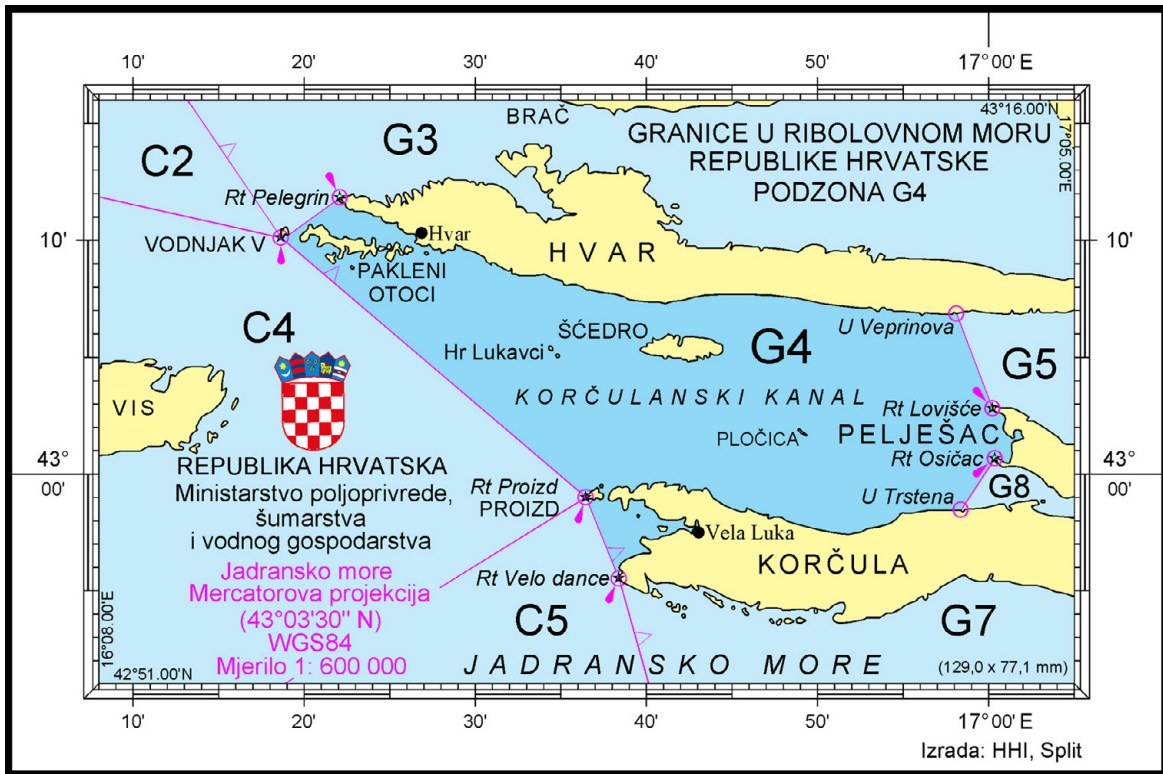 10'
20'
30'
40'
50'
17°00' E
BRAČ
43°16.00'N
17°05.00'E
G3
C2
GRANICE U RIBOLOVNOM MORU
REPUBLIKE HRVATSKE
PODZONA G4
Rt Pelegrin
VODNJAK V
Hvar
HVAR
10'
10'
PAKLENI
OTOCI
C4
ŠĆEDRO
G4
U Veprinova
Hr Lukavci
G5
VIS
KORČULANSKI KANAL
Rt Lovišće
PLOČICA
PELJEŠAC
Rt Osičac
43°
00'
43°
00'
REPUBLIKA HRVATSKA
Ministarstvo poljoprivrede,
šumarstva
i vodnog gospodarstva
Rt Proizd
PROIZD
G8
U Trstena
Vela Luka
KORČULA
Jadransko more
Mercatorova projekcija
(43°03'30" N)
WGS84
Mjerilo 1: 600 000
Rt Velo dance
C5
G7
16°08.00'E
42°51.00'N
JADRANSKO MORE
(129,0 x 77,1 mm)
10'
20'
30'
40'
50'
17°00' E
Izrada: HHI, Split